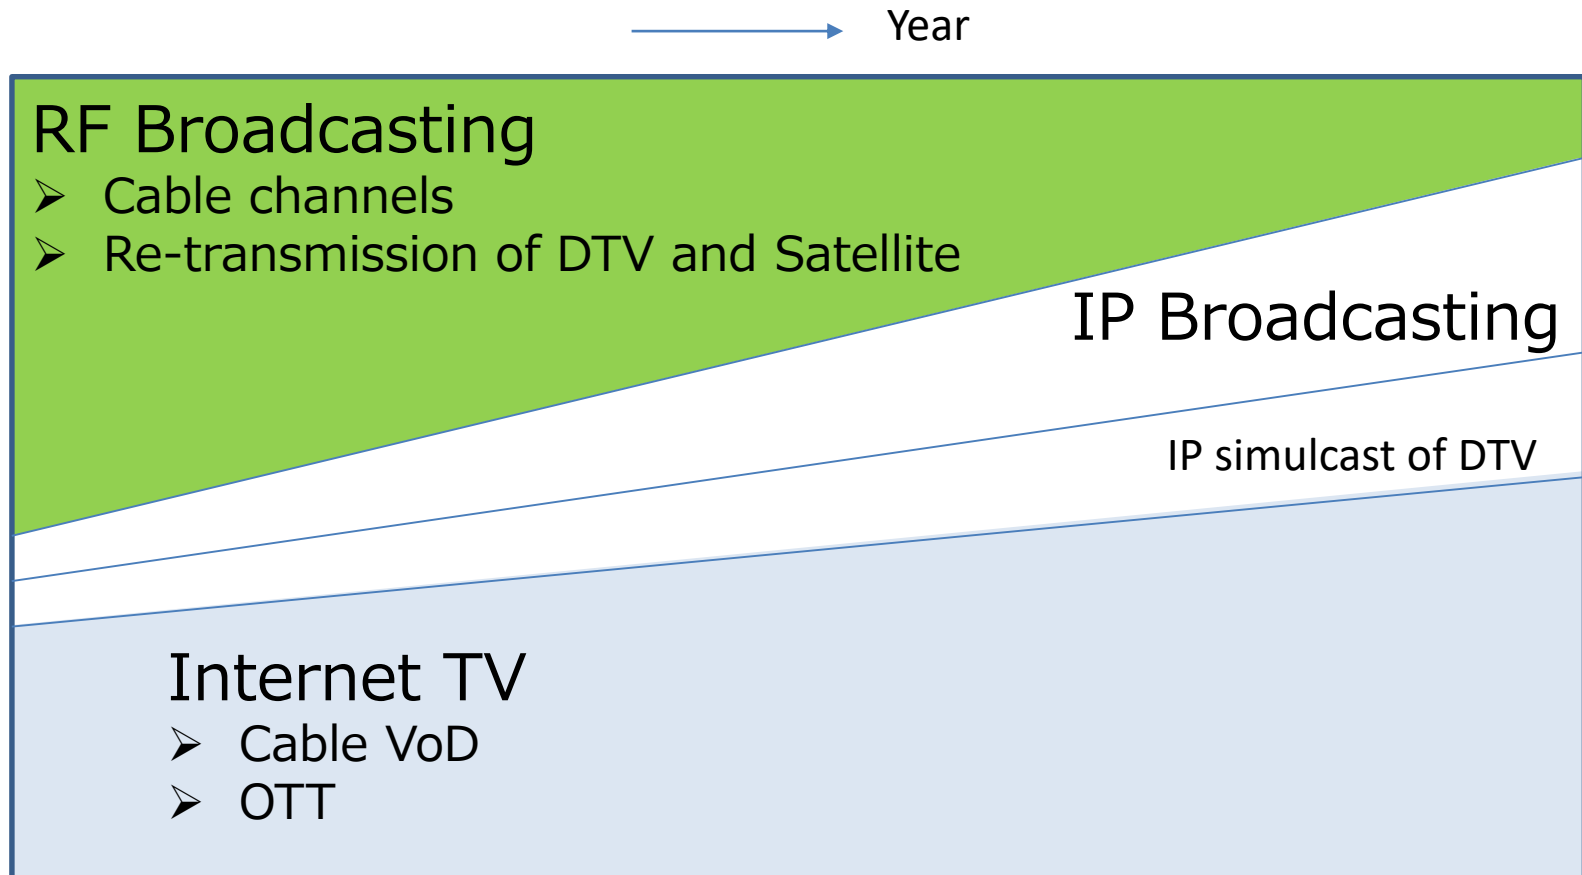 Year
RF Broadcasting
➢ Cable channels
➢ Re-transmission of DTV and Satellite
IP Broadcasting
IP simulcast of DTV
Internet TV
➢ Cable VoD
➢ OTT